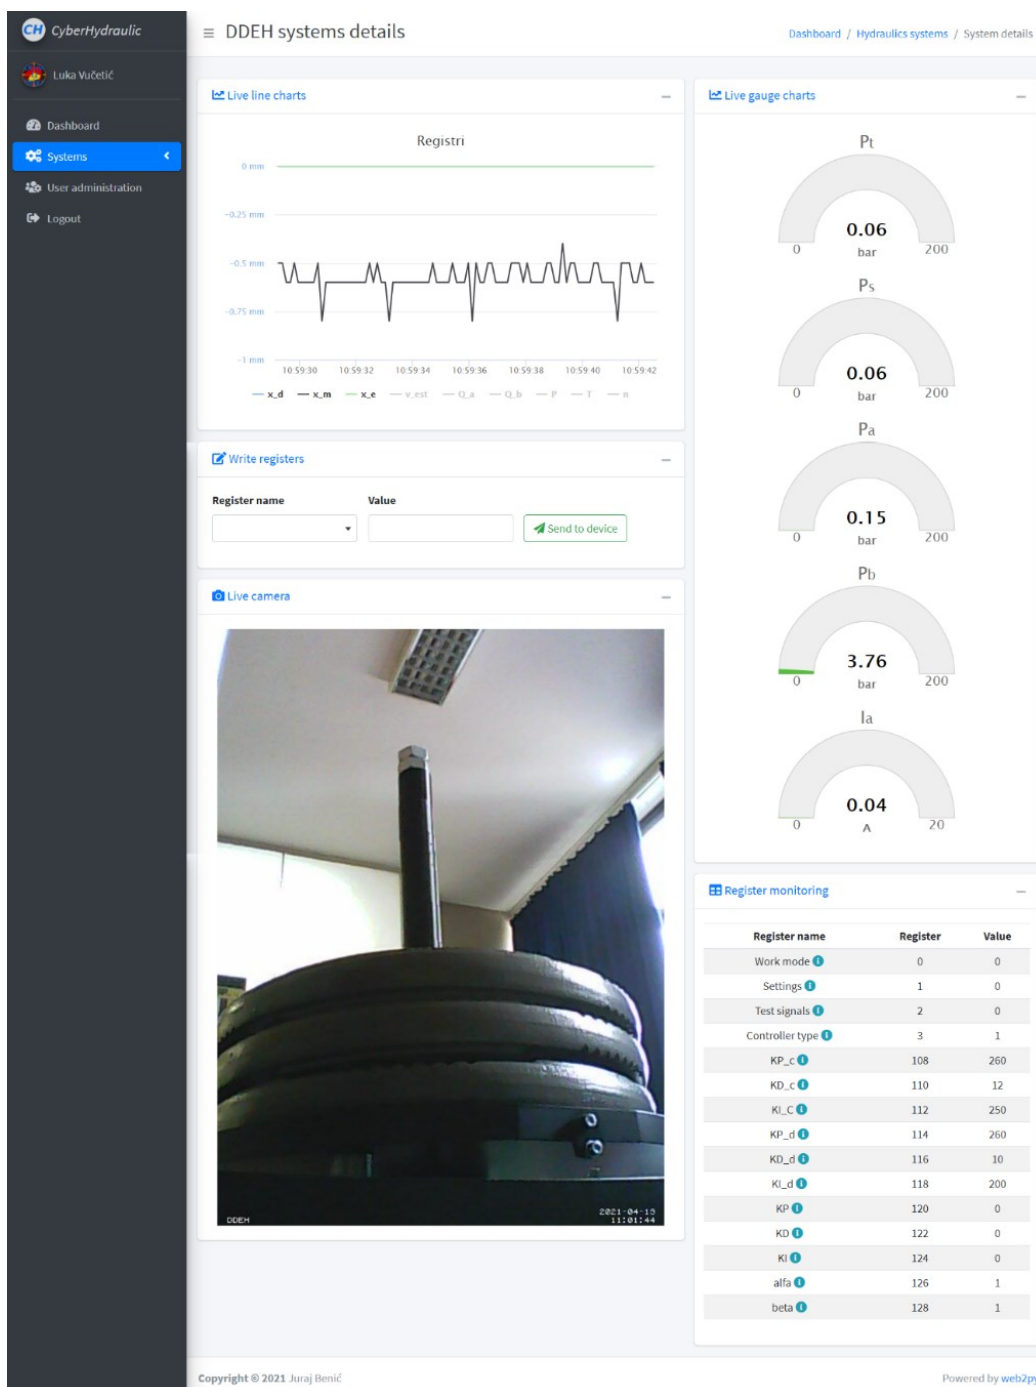 CH CyberHydraulic
Luka Vučetić
Dashboard
Systems
User administration
Logout
DDEH systems details
Dashboard / Hydraulics systems / System details
Live line charts
Registri
0 mm
-0.25 mm
-0.5 mm
-0.75 mm
-1 mm
10:59:30 10:59:32 10:59:34 10:59:36 10:59:38 10:59:40 10:59:42
x_d x_m x_e v_est Q_a Q_b P T n
Write registers
Register name Value
Send to device
Live camera
DDEH
2021-04-19
11:01:44
Live gauge charts
Pt
0.06
bar
0 200
Ps
0.06
bar
0 200
Pa
0.15
bar
0 200
Pb
3.76
bar
0 200
Ia
0.04
A
0 20
Register monitoring
Register name Register Value
Work mode 0 0
Settings 1 0
Test signals 2 0
Controller type 3 1
KP_c 108 260
KD_c 110 12
KI_C 112 250
KP_d 114 260
KD_d 116 10
KI_d 118 200
KP 120 0
KD 122 0
KI 124 0
alfa 126 1
beta 128 1
Copyright © 2021 Juraj Benić
Powered by web2py